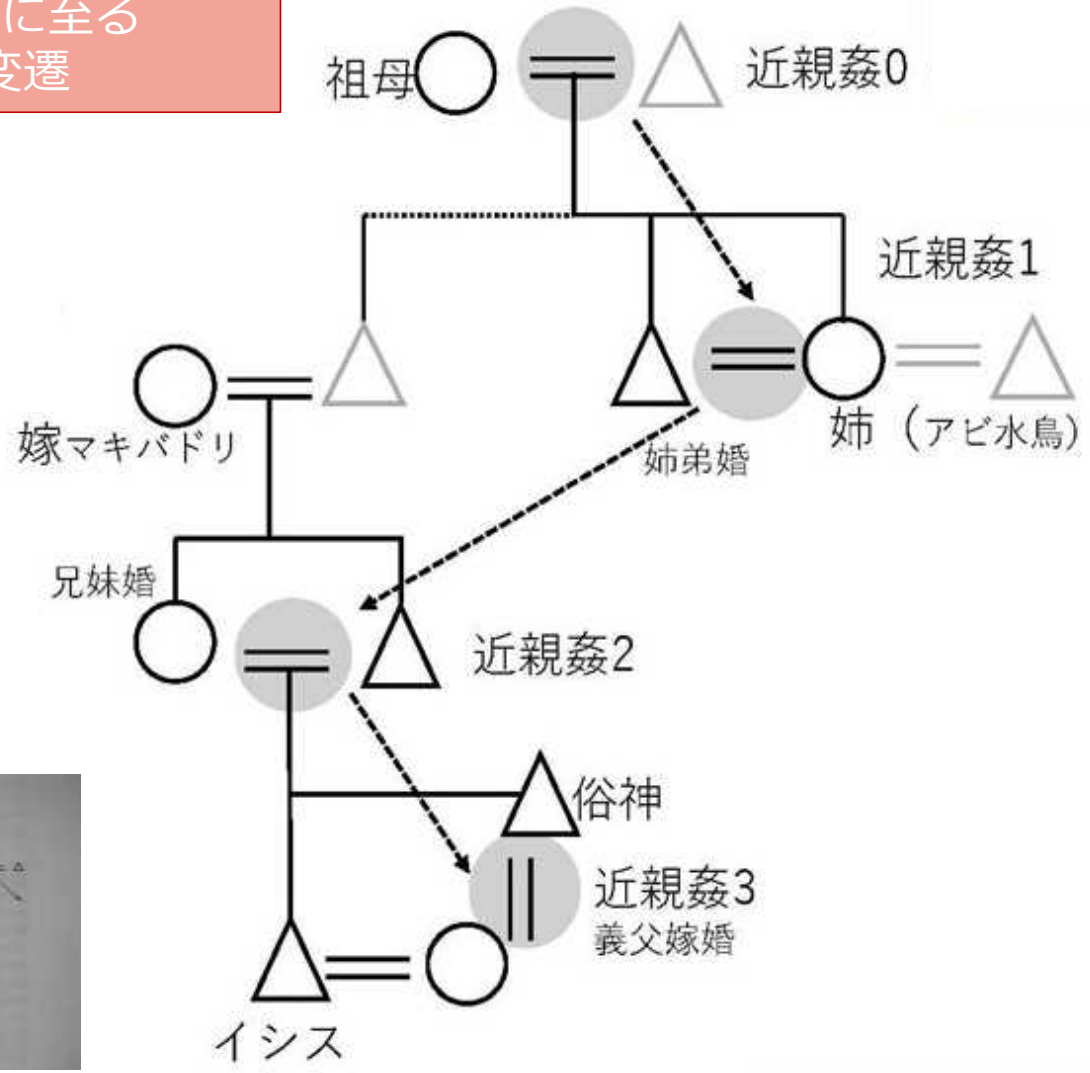 に至る
変遷
祖母
近親姦0
近親姦1
嫁マキバドリ
姉（アビ水鳥）
姉弟婚
兄妹婚
近親姦2
俗神
近親姦3
義父嫁婚
イシス